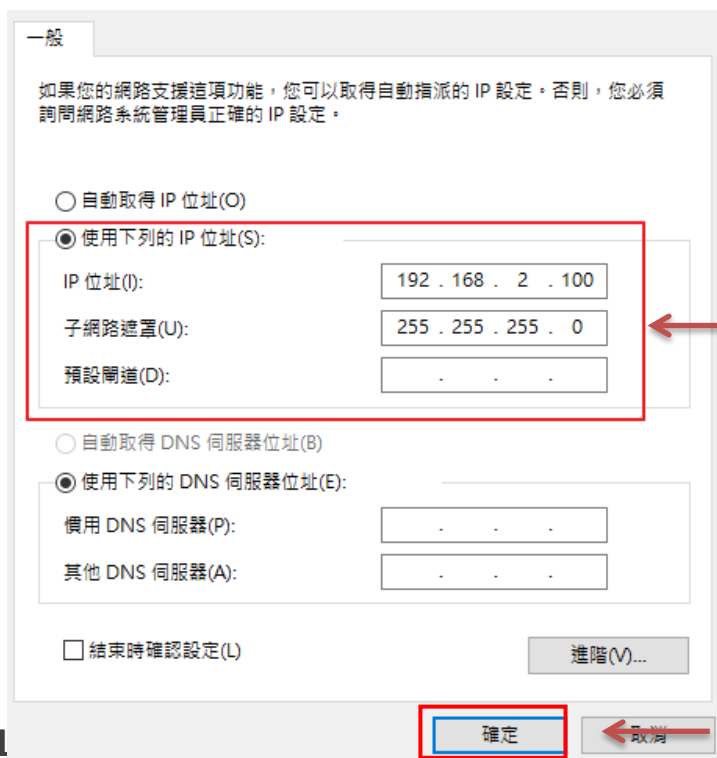 一般
如果您的網路支援這項功能，您可以取得自動指派的 IP 設定。否則，您必須
詢問網路系統管理員正確的 IP 設定。
自動取得 IP 位址(O)
使用下列的 IP 位址(S):
IP 位址(I): 192 . 168 . 2 . 100
子網路遮罩(U): 255 . 255 . 255 . 0
預設閘道(D): . . .
自動取得 DNS 伺服器位址(B)
使用下列的 DNS 伺服器位址(E):
慣用 DNS 伺服器(P): . . .
其他 DNS 伺服器(A): . . .
結束時確認設定(L)
進階(V)...
確定 取消